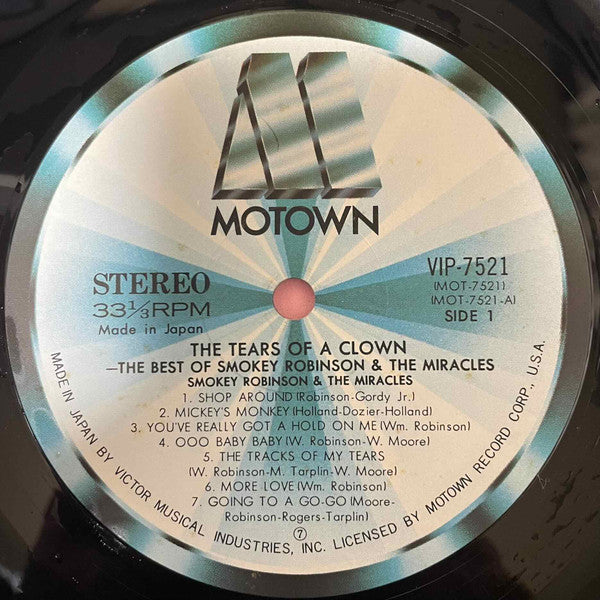 MOTOWN
STEREO
33⅓RPM
Made in Japan
VIP-7521
(MOT-7521)
(MOT-7521-A)
SIDE 1
THE TEARS OF A CLOWN
—THE BEST OF SMOKEY ROBINSON & THE MIRACLES
SMOKEY ROBINSON & THE MIRACLES
1. SHOP AROUND (Robinson-Gordy Jr.)
2. MICKEY'S MONKEY (Holland-Dozier-Holland)
3. YOU'VE REALLY GOT A HOLD ON ME (Wm. Robinson)
4. OOO BABY BABY (W. Robinson-W. Moore)
5. THE TRACKS OF MY TEARS
(W. Robinson-M. Tarplin-W. Moore)
6. MORE LOVE (Wm. Robinson)
7. GOING TO A GO-GO (Moore-
Robinson-Rogers-Tarplin)
⑦
MADE IN JAPAN BY VICTOR MUSICAL INDUSTRIES, INC. LICENSED BY MOTOWN RECORD CORP., U.S.A.